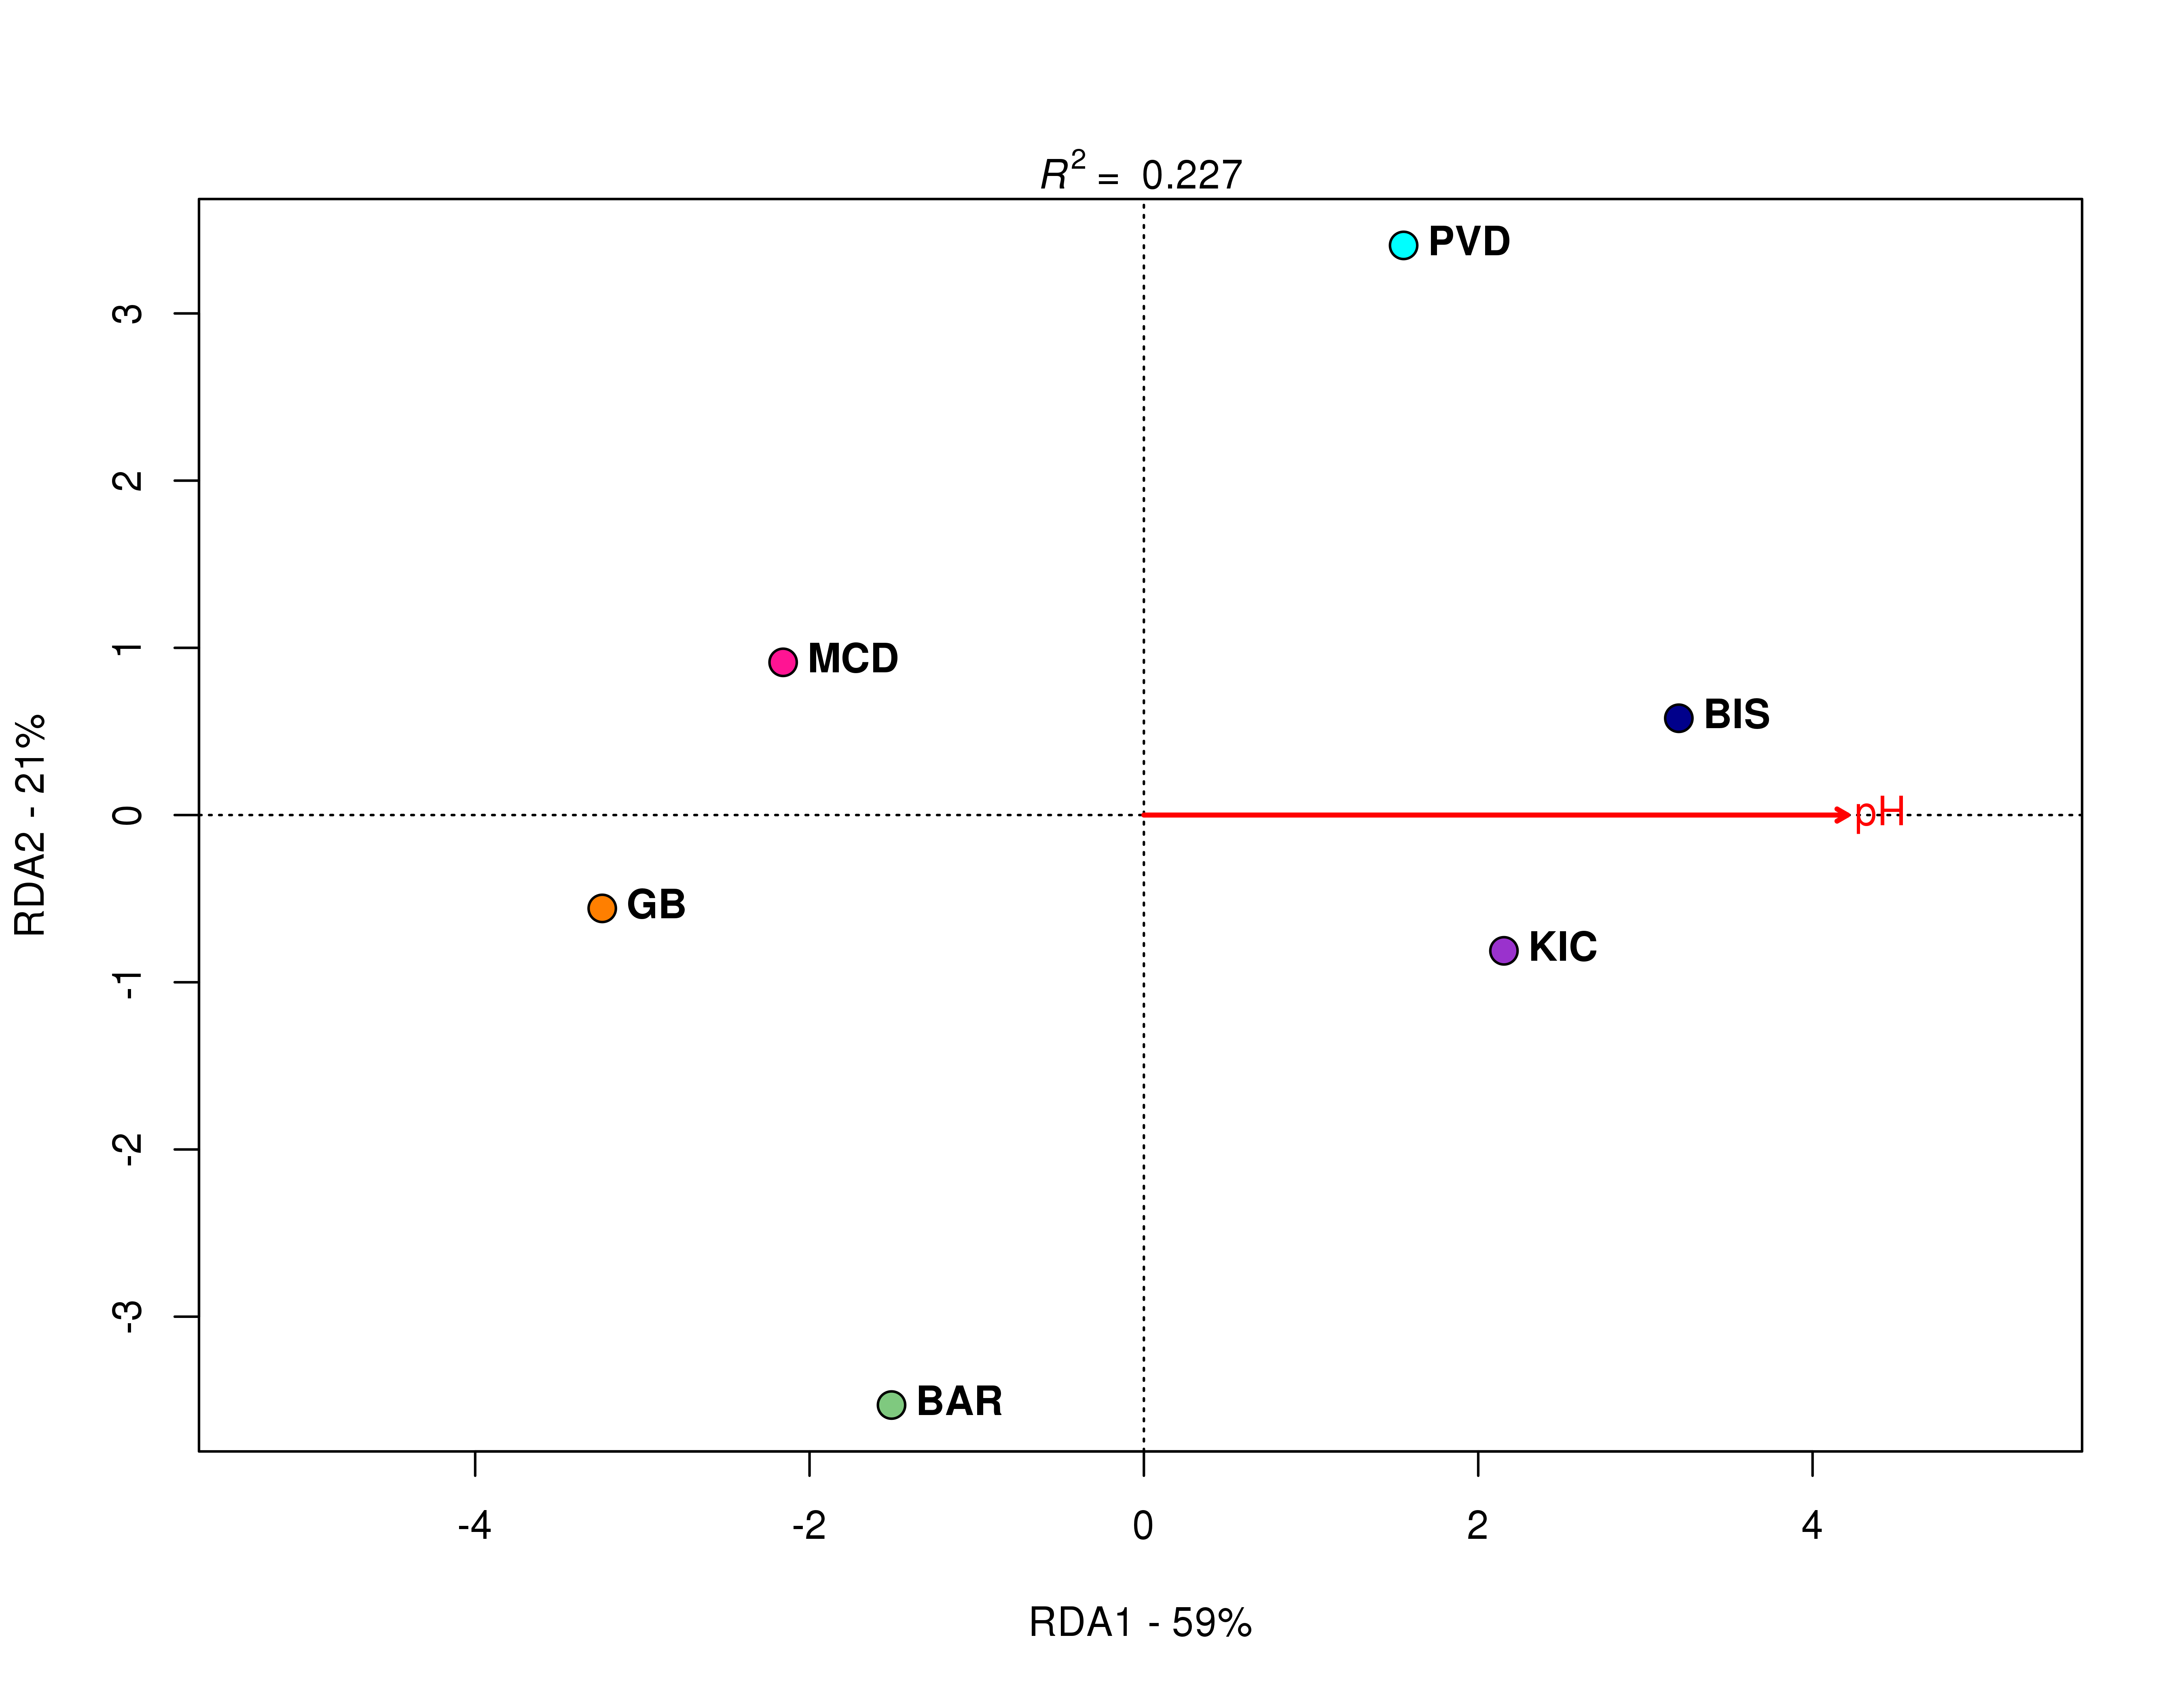 R² = 0.227
PVD
MCD
BIS
pH
GB
KIC
BAR
3
2
1
0
-1
-2
-3
RDA2 - 21%
-4 -2 0 2 4
RDA1 - 59%